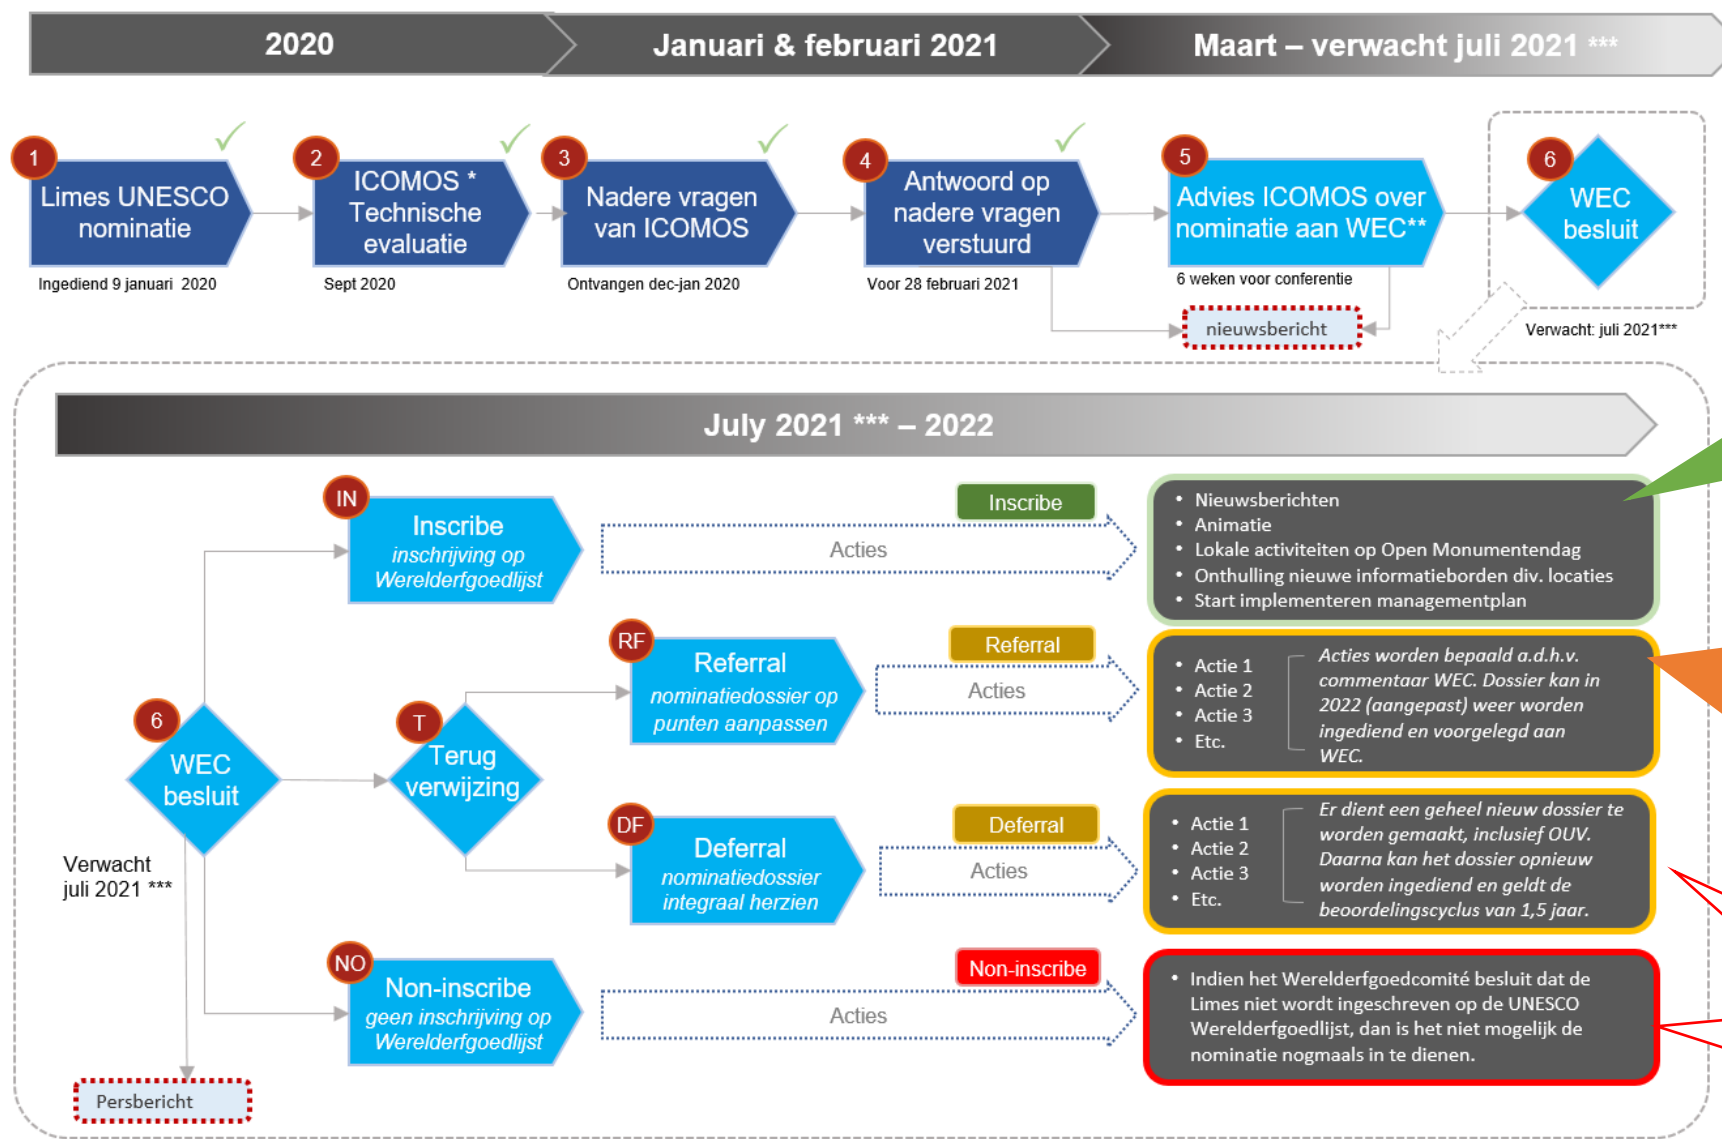 2020
Januari & februari 2021
Maart – verwacht juli 2021 ***
1
Limes UNESCO
nominatie
Ingediend 9 januari 2020
2
ICOMOS *
Technische
evaluatie
Sept 2020
3
Nadere vragen
van ICOMOS
Ontvangen dec-jan 2020
4
Antwoord op
nadere vragen
verstuurd
Voor 28 februari 2021
5
Advies ICOMOS over
nominatie aan WEC**
6 weken voor conferentie
nieuwsbericht
6
WEC
besluit
Verwacht: juli 2021***
July 2021 *** – 2022
IN
Inscribe
inschrijving op
Werelderfgoedlijst
Acties
Inscribe
• Nieuwsberichten
• Animatie
• Lokale activiteiten op Open Monumentendag
• Onthulling nieuwe informatieborden div. locaties
• Start implementeren managementplan
6
WEC
besluit
Verwacht
juli 2021 ***
Persbericht
T
Terug
verwijzing
RF
Referral
nominatiedossier op
punten aanpassen
Acties
Referral
• Actie 1
• Actie 2
• Actie 3
• Etc.
Acties worden bepaald a.d.h.v.
commentaar WEC. Dossier kan in
2022 (aangepast) weer worden
ingediend en voorgelegd aan
WEC.
DF
Deferral
nominatiedossier
integraal herzien
Acties
Deferral
• Actie 1
• Actie 2
• Actie 3
• Etc.
Er dient een geheel nieuw dossier te
worden gemaakt, inclusief OUV.
Daarna kan het dossier opnieuw
worden ingediend en geldt de
beoordelingscyclus van 1,5 jaar.
NO
Non-inscribe
geen inschrijving op
Werelderfgoedlijst
Acties
Non-inscribe
• Indien het Werelderfgoedcomité besluit dat de
Limes niet wordt ingeschreven op de UNESCO
Werelderfgoedlijst, dan is het niet mogelijk de
nominatie nogmaals in te dienen.